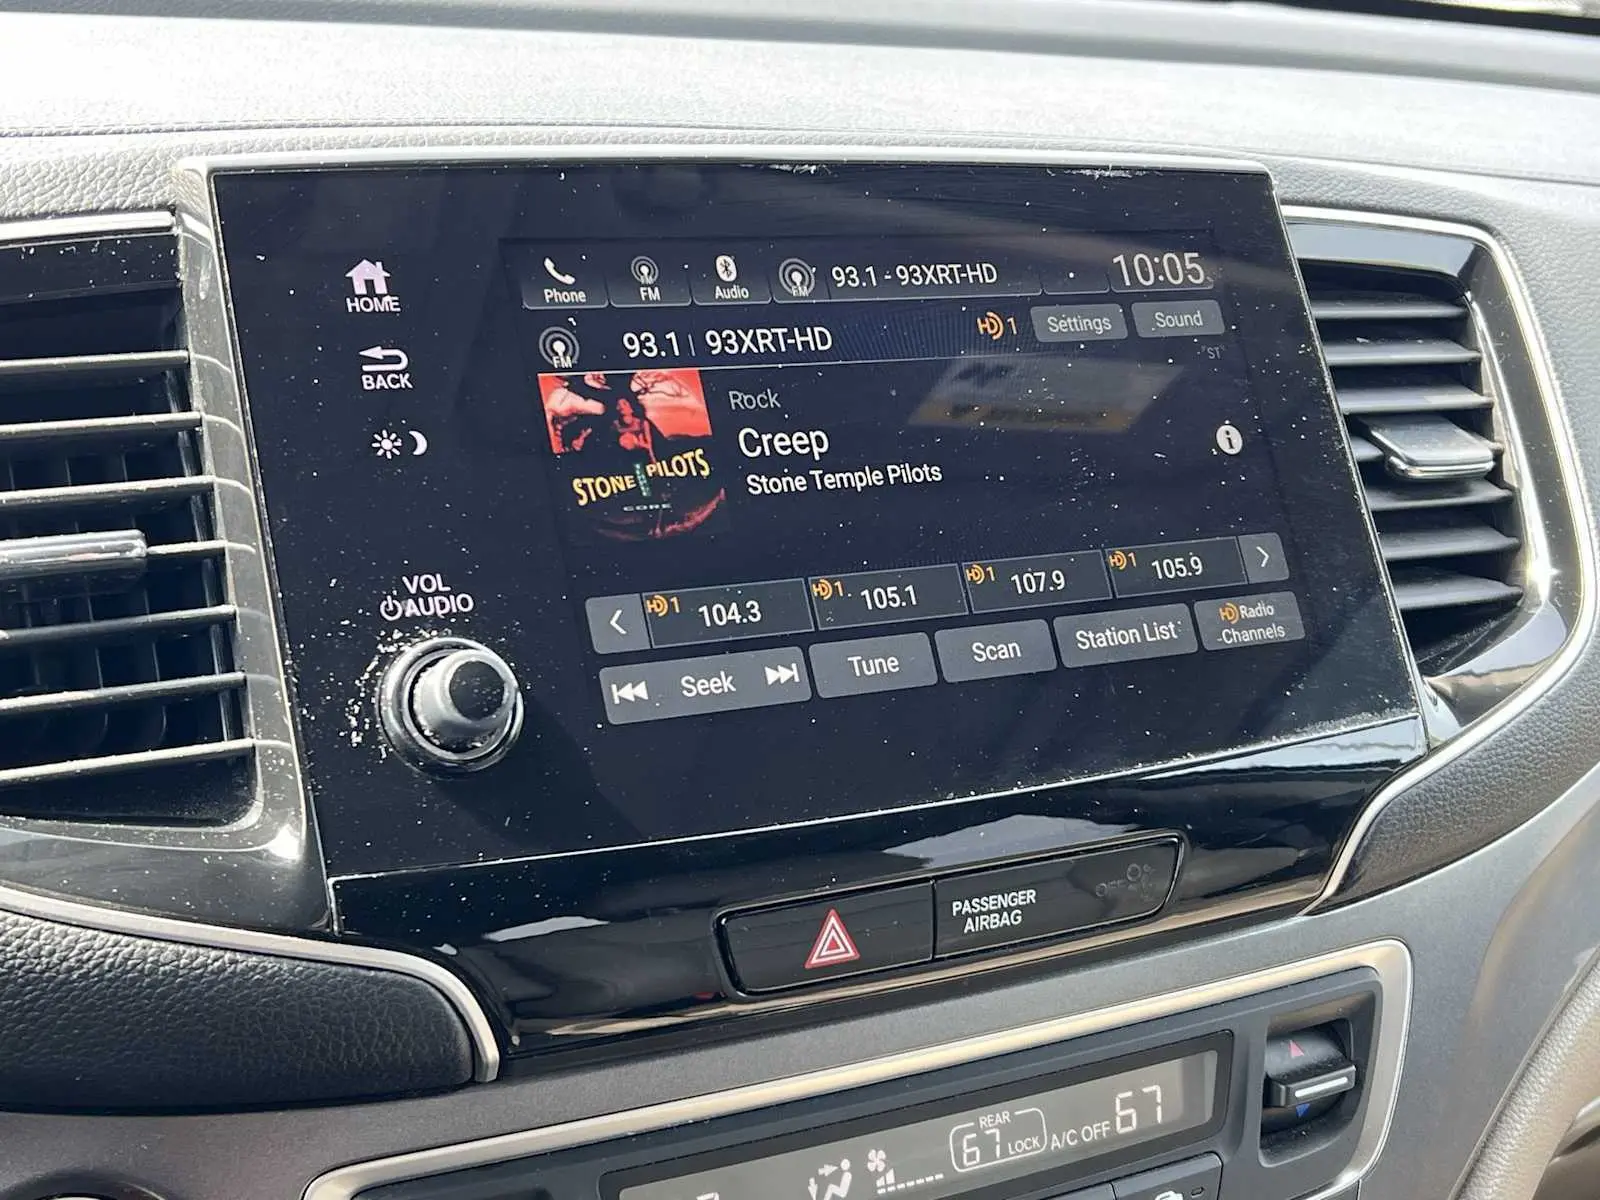 HOME
BACK
VOL
AUDIO
Phone
FM
Audio
FM
93.1 - 93XRT-HD
10:05
FM
93.1 | 93XRT-HD
HD 1
Settings
Sound
ST
Rock
Creep
Stone Temple Pilots
STONE TEMPLE PILOTS
CORE
HD 1 104.3
HD 1 105.1
HD 1 107.9
HD 1 105.9
Seek
Tune
Scan
Station List
HD Radio
Channels
PASSENGER
AIRBAG
OFF
REAR
67 LOCK
A/C OFF
67